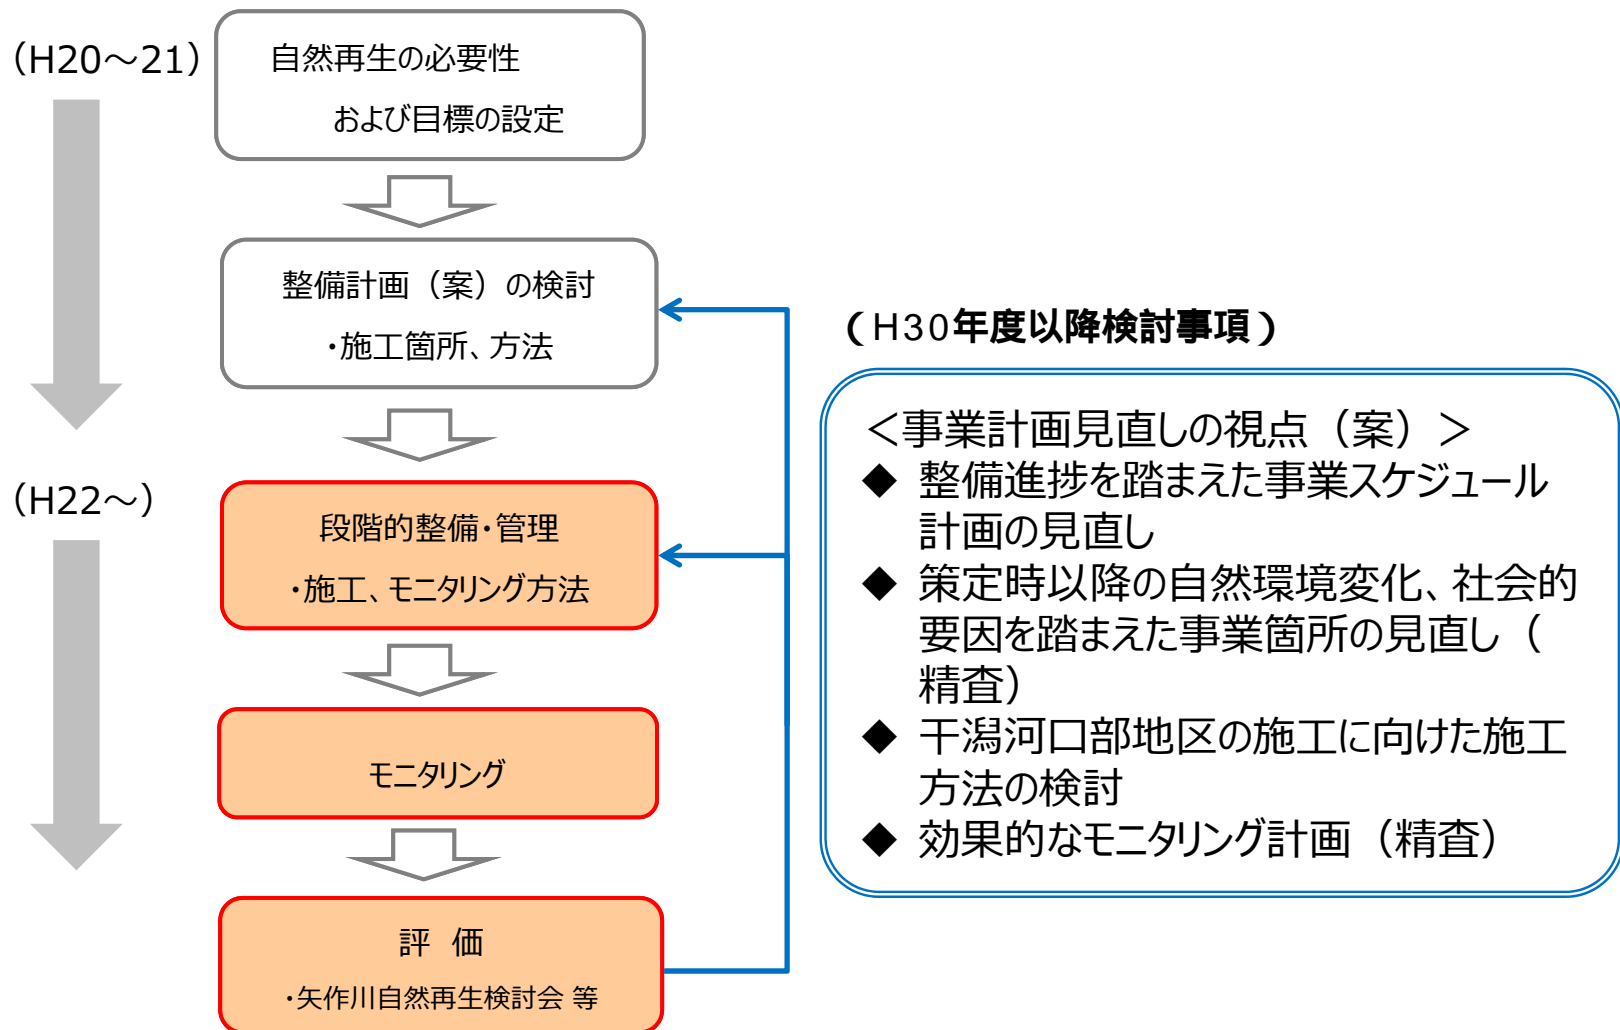 （H20～21）
自然再生の必要性
および目標の設定
整備計画（案）の検討
・施工箇所、方法
（H22～）
段階的整備・管理
・施工、モニタリング方法
モニタリング
評　価
・矢作川自然再生検討会 等
（H30年度以降検討事項）
＜事業計画見直しの視点（案）＞
◆ 整備進捗を踏まえた事業スケジュール
計画の見直し
◆ 策定時以降の自然環境変化、社会的
要因を踏まえた事業箇所の見直し（
精査）
◆ 干潟河口部地区の施工に向けた施工
方法の検討
◆ 効果的なモニタリング計画（精査）